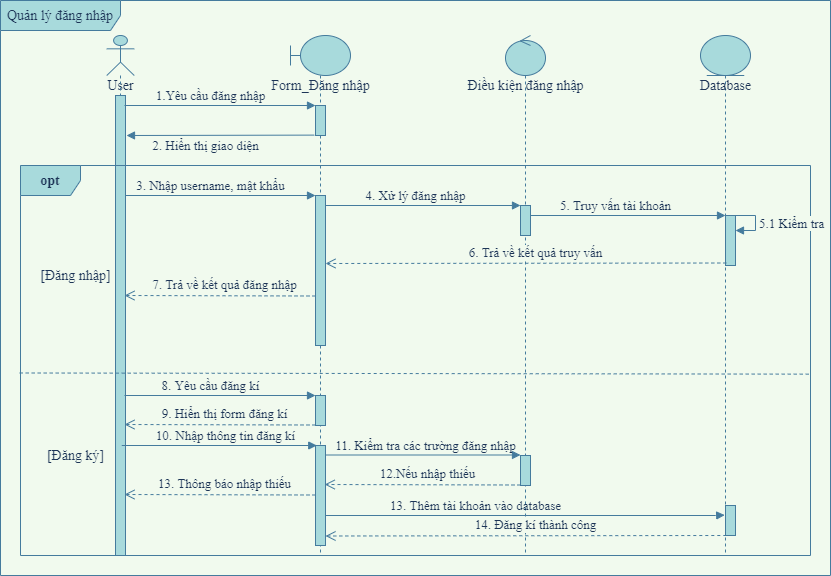 Quản lý đăng nhập
User
Form_Đăng nhập
Điều kiện đăng nhập
Database
1.Yêu cầu đăng nhập
2. Hiển thị giao diện
opt
3. Nhập username, mật khẩu
4. Xử lý đăng nhập
5. Truy vấn tài khoản
5.1 Kiểm tra
6. Trả về kết quả truy vấn
[Đăng nhập]
7. Trả về kết quả đăng nhập
8. Yêu cầu đăng kí
9. Hiển thị form đăng kí
10. Nhập thông tin đăng kí
11. Kiểm tra các trường đăng nhập
[Đăng ký]
12.Nếu nhập thiếu
13. Thông báo nhập thiếu
13. Thêm tài khoản vào database
14. Đăng kí thành công